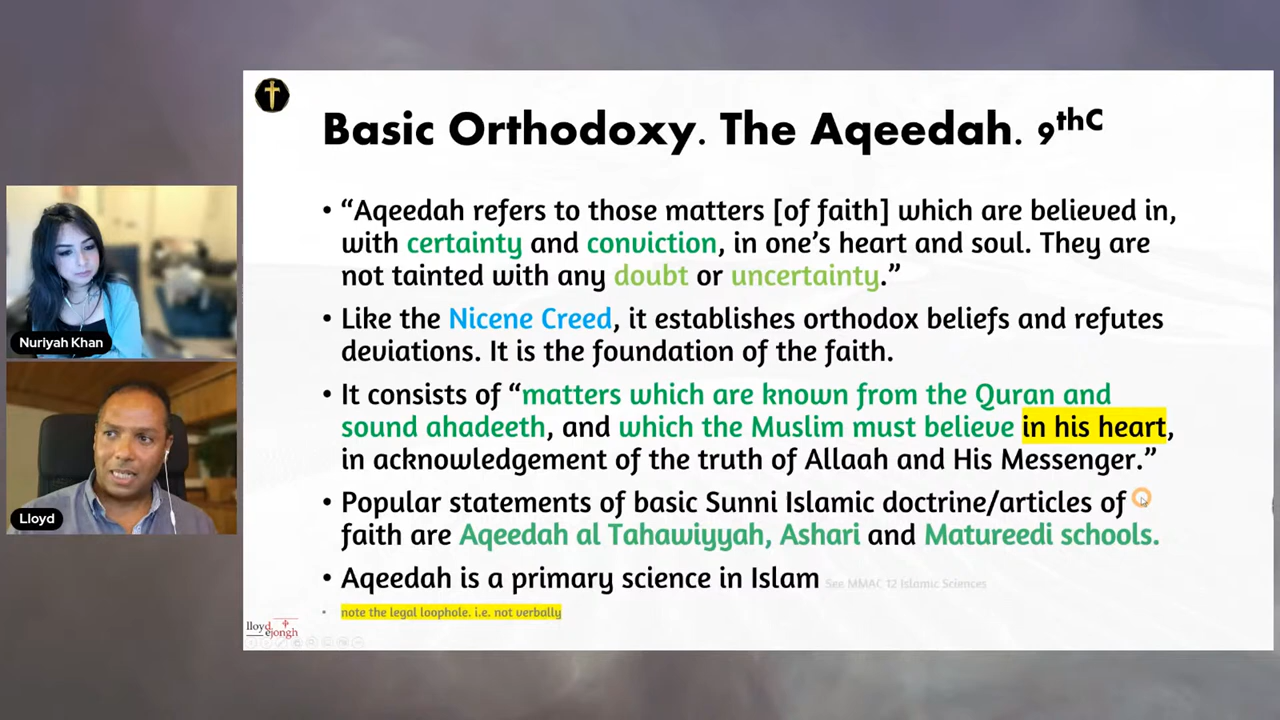 Basic Orthodoxy. The Aqeedah. 9thC
• “Aqeedah refers to those matters [of faith] which are believed in,
with certainty and conviction, in one’s heart and soul. They are
not tainted with any doubt or uncertainty.”
• Like the Nicene Creed, it establishes orthodox beliefs and refutes
deviations. It is the foundation of the faith.
• It consists of “matters which are known from the Quran and
sound ahadeeth, and which the Muslim must believe in his heart,
in acknowledgement of the truth of Allaah and His Messenger.”
• Popular statements of basic Sunni Islamic doctrine/articles of
faith are Aqeedah al Tahawiyyah, Ashari and Matureedi schools.
• Aqeedah is a primary science in Islam See MMAC 12 Islamic Sciences
• note the legal loophole. i.e. not verbally
Nuriyah Khan
Lloyd
lloyd
ejongh